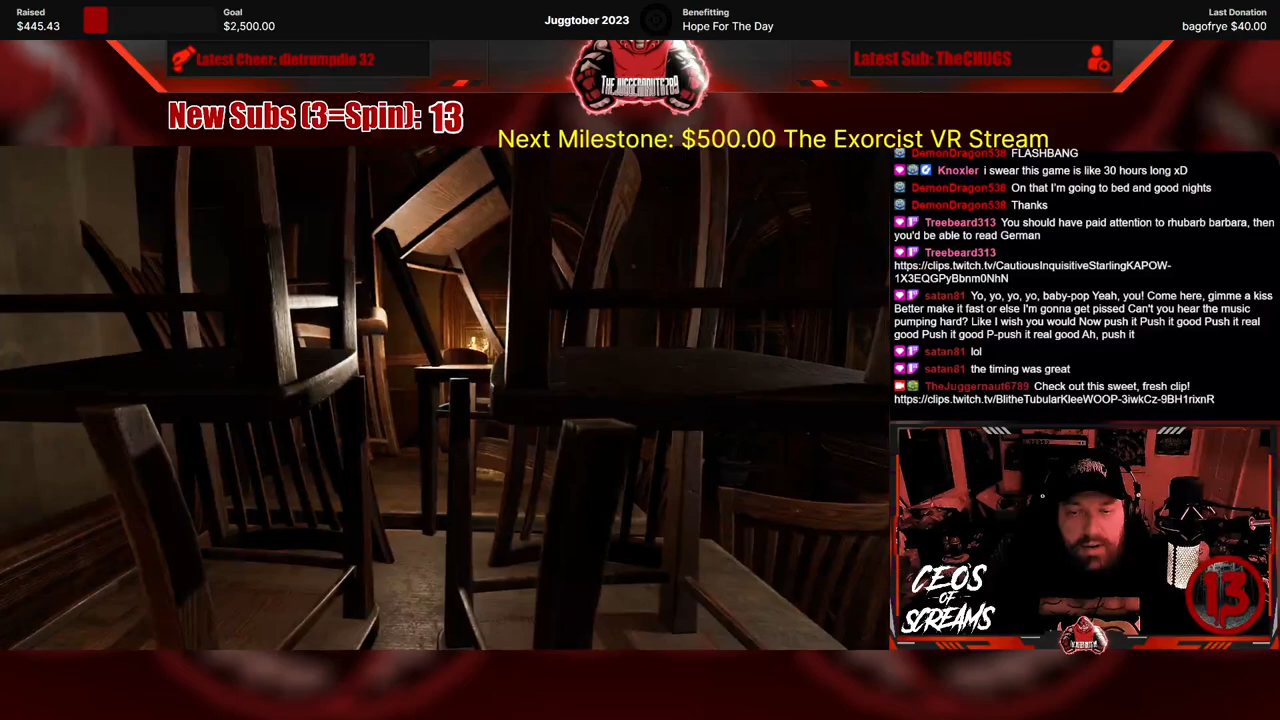 Raised
$445.43
Goal
$2,500.00
Juggtober 2023
Benefitting
Hope For The Day
Last Donation
bagofrye $40.00
Latest Cheer: dietrumpdie 32
THEJUGGERNAUT6789
Latest Sub: TheCHUGS
New Subs (3=Spin): 13
Next Milestone: $500.00 The Exorcist VR Stream
DemonDragon538 FLASHBANG
Knoxler i swear this game is like 30 hours long xD
DemonDragon538 On that I'm going to bed and good nights
DemonDragon538 Thanks
Treebeard313 You should have paid attention to rhubarb barbara, then
you'd be able to read German
Treebeard313
https://clips.twitch.tv/CautiousInquisitiveStarlingKAPOW-
1X3EQGPyBbnm0NhN
satan81 Yo, yo, yo, yo, baby-pop Yeah, you! Come here, gimme a kiss
Better make it fast or else I'm gonna get pissed Can't you hear the music
pumping hard? Like I wish you would Now push it Push it good Push it real
good Push it good P-push it real good Ah, push it
satan81 lol
satan81 the timing was great
TheJuggernaut6789 Check out this sweet, fresh clip!
https://clips.twitch.tv/BlitheTubularKleeWOOP-3iwkCz-9BH1rixnR
CEO'S
OF
SCREAMS
13